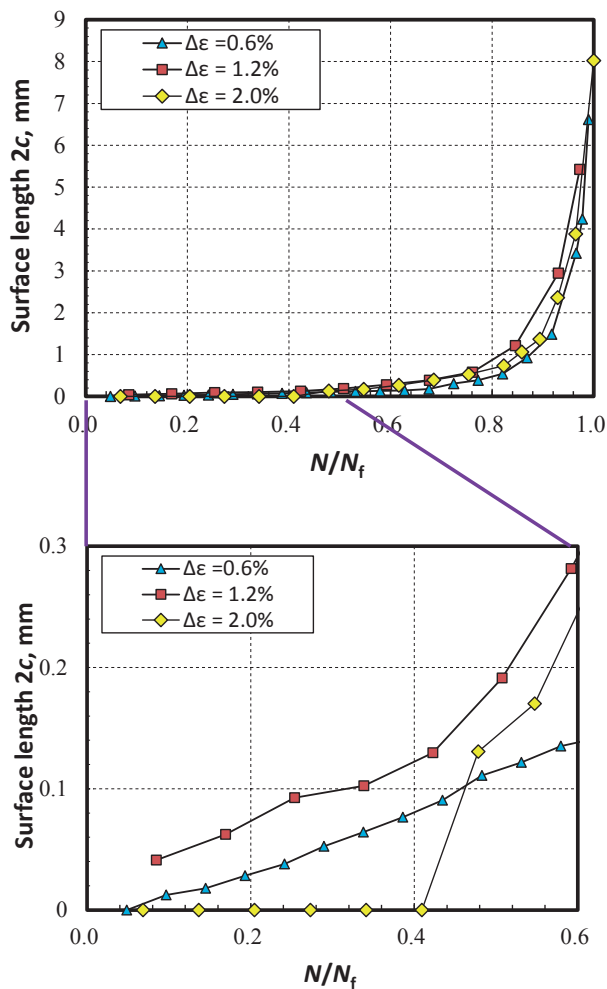 Surface length 2c, mm
9
8
7
6
5
4
3
2
1
0
Δε =0.6%
Δε = 1.2%
Δε = 2.0%
0.0 0.2 0.4 0.6 0.8 1.0
N/Nf
Surface length 2c, mm
0.3
0.2
0.1
0
Δε =0.6%
Δε = 1.2%
Δε = 2.0%
0.0 0.2 0.4 0.6
N/Nf